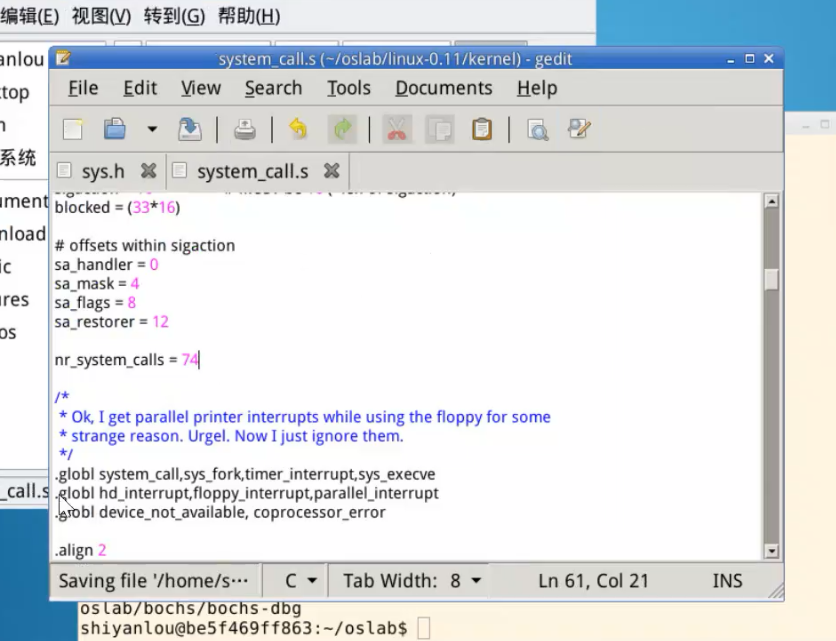 编辑(E) 视图(V) 转到(G) 帮助(H)
system_call.s (~/oslab/linux-0.11/kernel) - gedit
File Edit View Search Tools Documents Help
sys.h system_call.s
blocked = (33*16)
# offsets within sigaction
sa_handler = 0
sa_mask = 4
sa_flags = 8
sa_restorer = 12
nr_system_calls = 74
/*
* Ok, I get parallel printer interrupts while using the floppy for some
* strange reason. Urgel. Now I just ignore them.
*/
.globl system_call,sys_fork,timer_interrupt,sys_execve
.globl hd_interrupt,floppy_interrupt,parallel_interrupt
.globl device_not_available, coprocessor_error
.align 2
Saving file '/home/s··· C Tab Width: 8 Ln 61, Col 21 INS
anlou
top
系统
ument
nload
ic
ures
os
_call.s
oslab/bochs/bochs-dbg
shiyanlou@be5f469ff863:~/oslab$